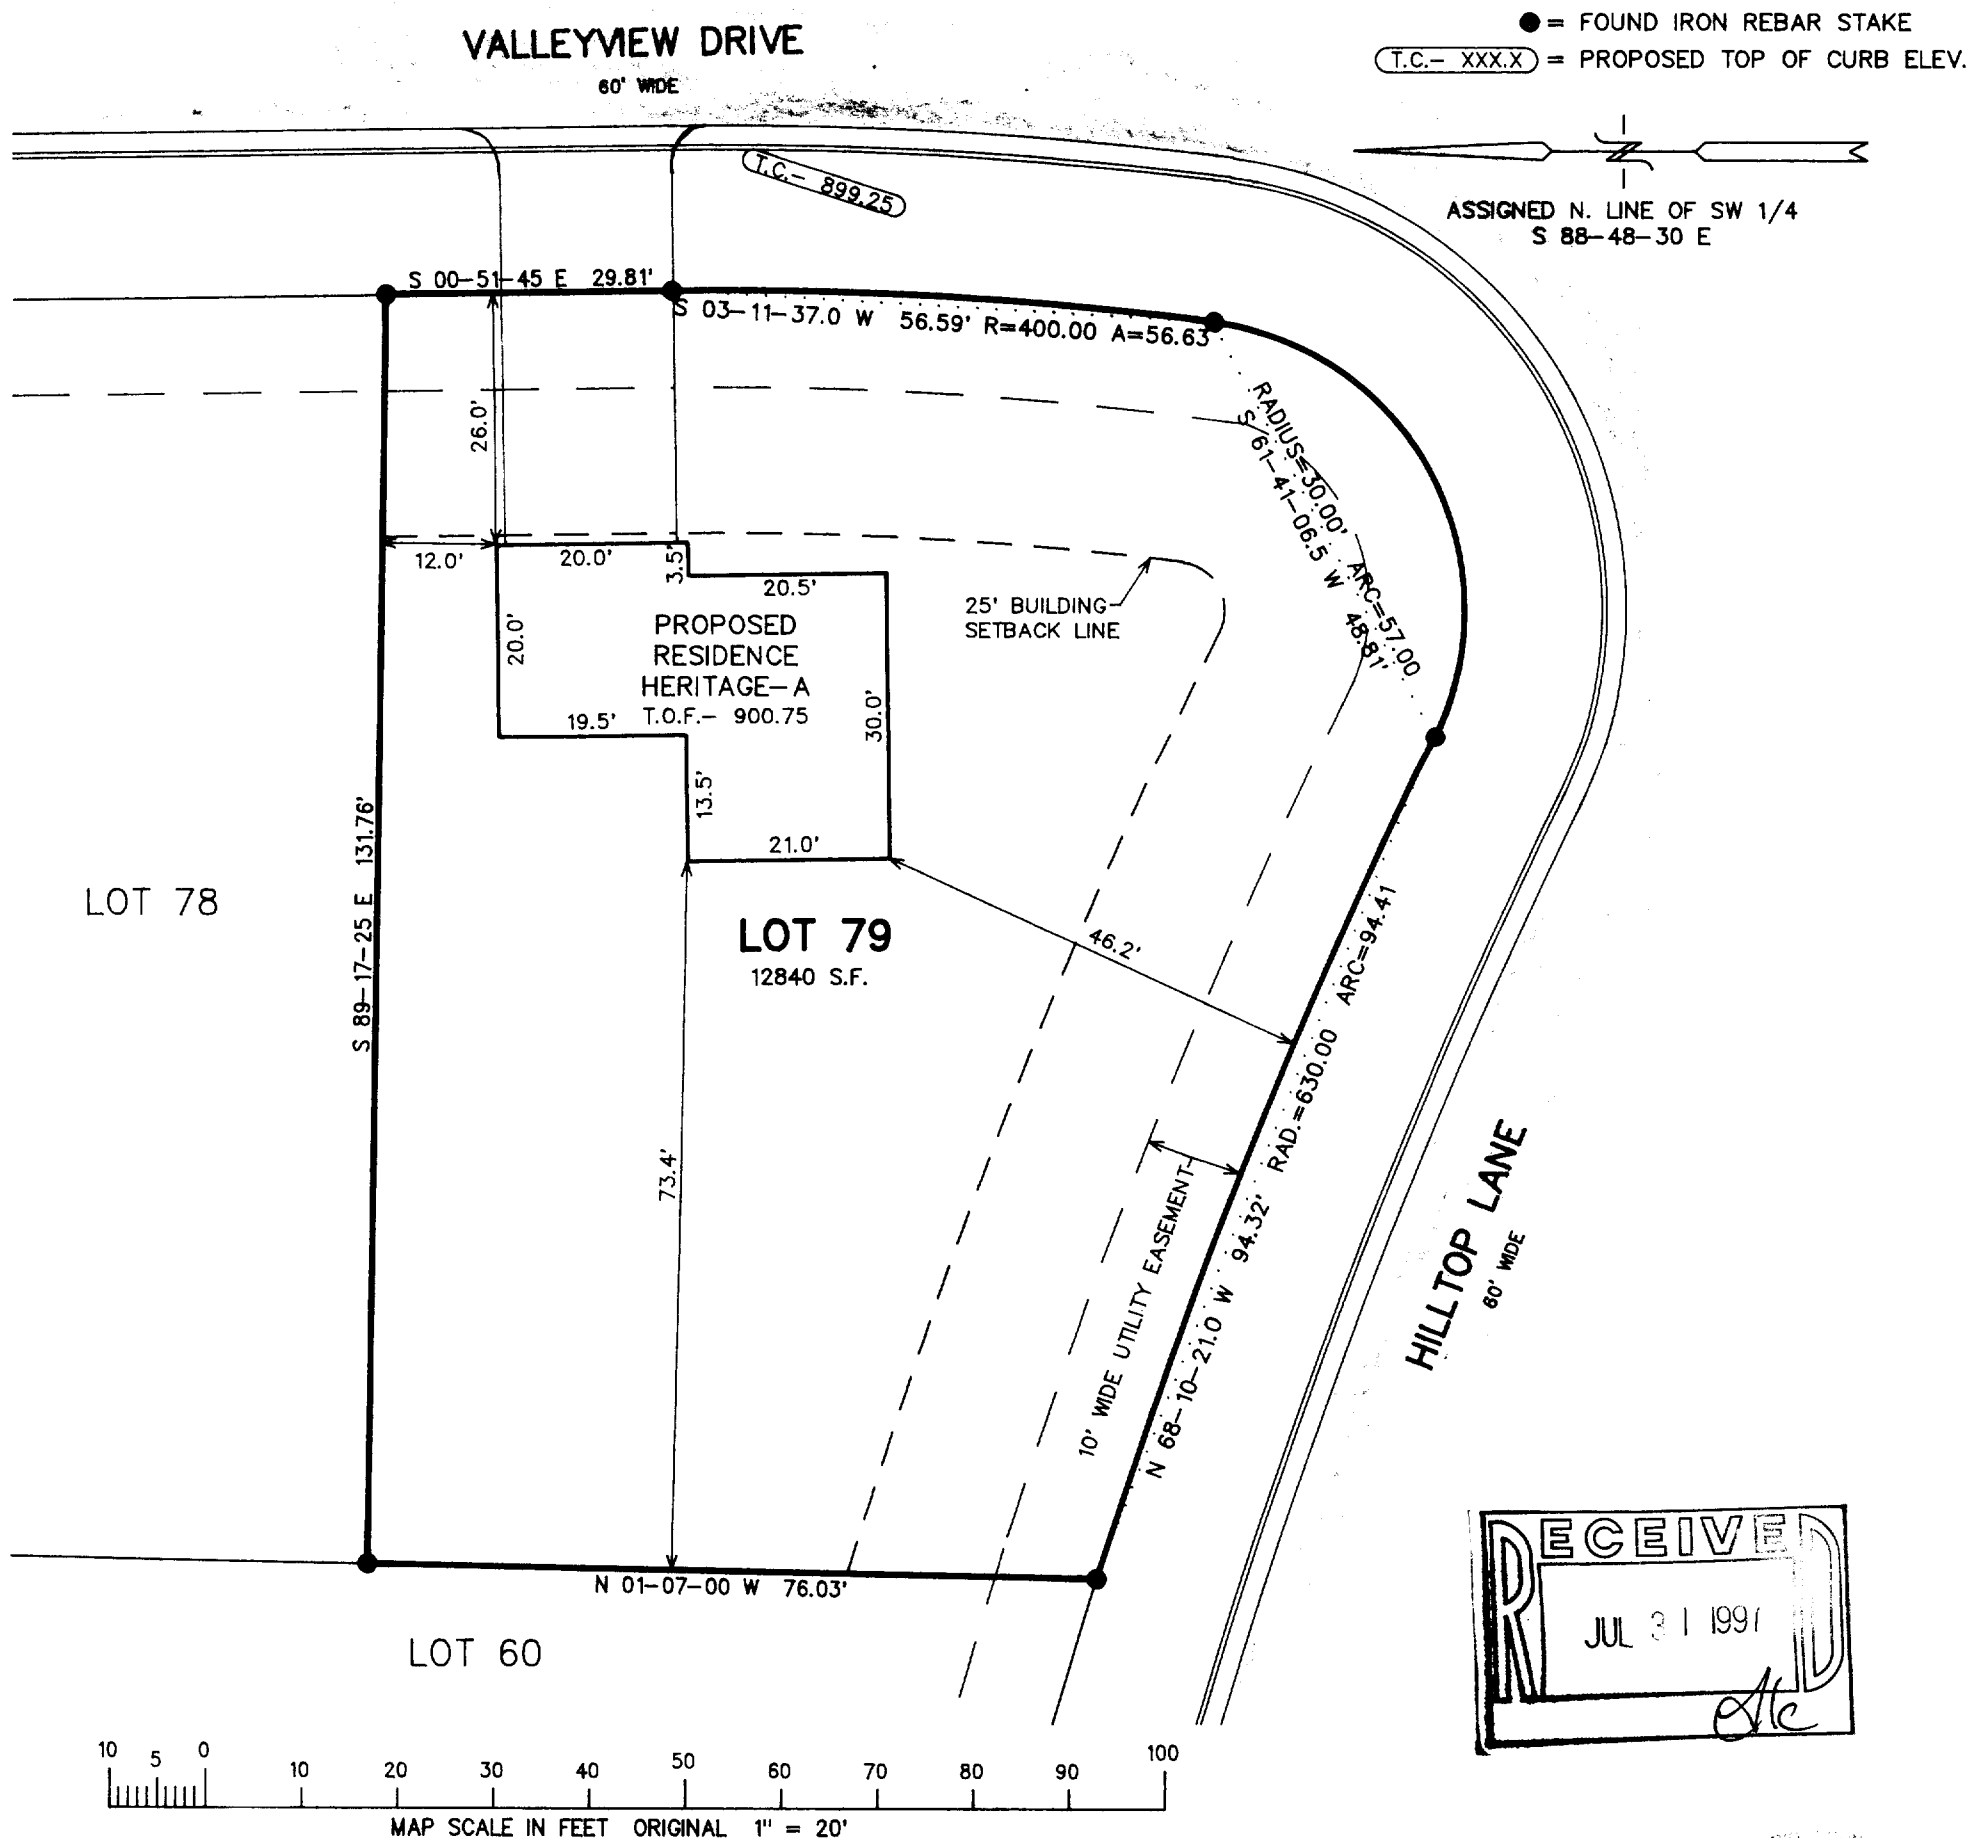 VALLEYVIEW DRIVE
60' WIDE
= FOUND IRON REBAR STAKE
T.C.- XXX.X = PROPOSED TOP OF CURB ELEV.
ASSIGNED N. LINE OF SW 1/4
S 88-48-30 E
T.C.- 899.25
S 00-51-45 E 29.81'
S 03-11-37.0 W 56.59' R=400.00 A=56.63
RADIUS=30.00' ARC=57.00
S 61-41-06.5 W 48.81'
26.0'
12.0'
20.0'
3.5'
20.5'
25' BUILDING
SETBACK LINE
20.0'
PROPOSED
RESIDENCE
HERITAGE-A
T.O.F.- 900.75
19.5'
30.0'
13.5'
21.0'
S 89-17-25 E 131.76'
LOT 78
LOT 79
12840 S.F.
46.2'
RAD.=630.00 ARC=94.41
N 68-10-21.0 W 94.32'
73.4'
10' WIDE UTILITY EASEMENT
HILLTOP LANE
60' WIDE
N 01-07-00 W 76.03'
LOT 60
RECEIVED
JUL 31 1997
10 5 0 10 20 30 40 50 60 70 80 90 100
MAP SCALE IN FEET ORIGINAL 1" = 20'